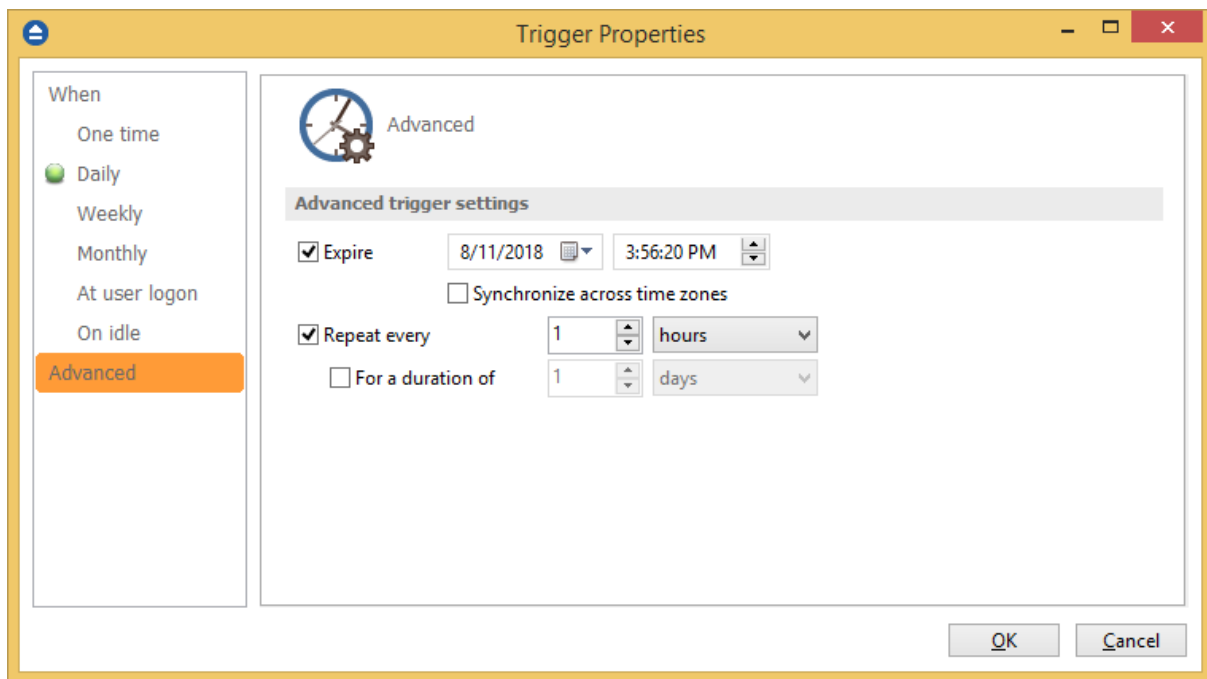 Trigger Properties
When
One time
Daily
Weekly
Monthly
At user logon
On idle
Advanced
Advanced
Advanced trigger settings
Expire 8/11/2018 3:56:20 PM
Synchronize across time zones
Repeat every 1 hours
For a duration of 1 days
OK Cancel